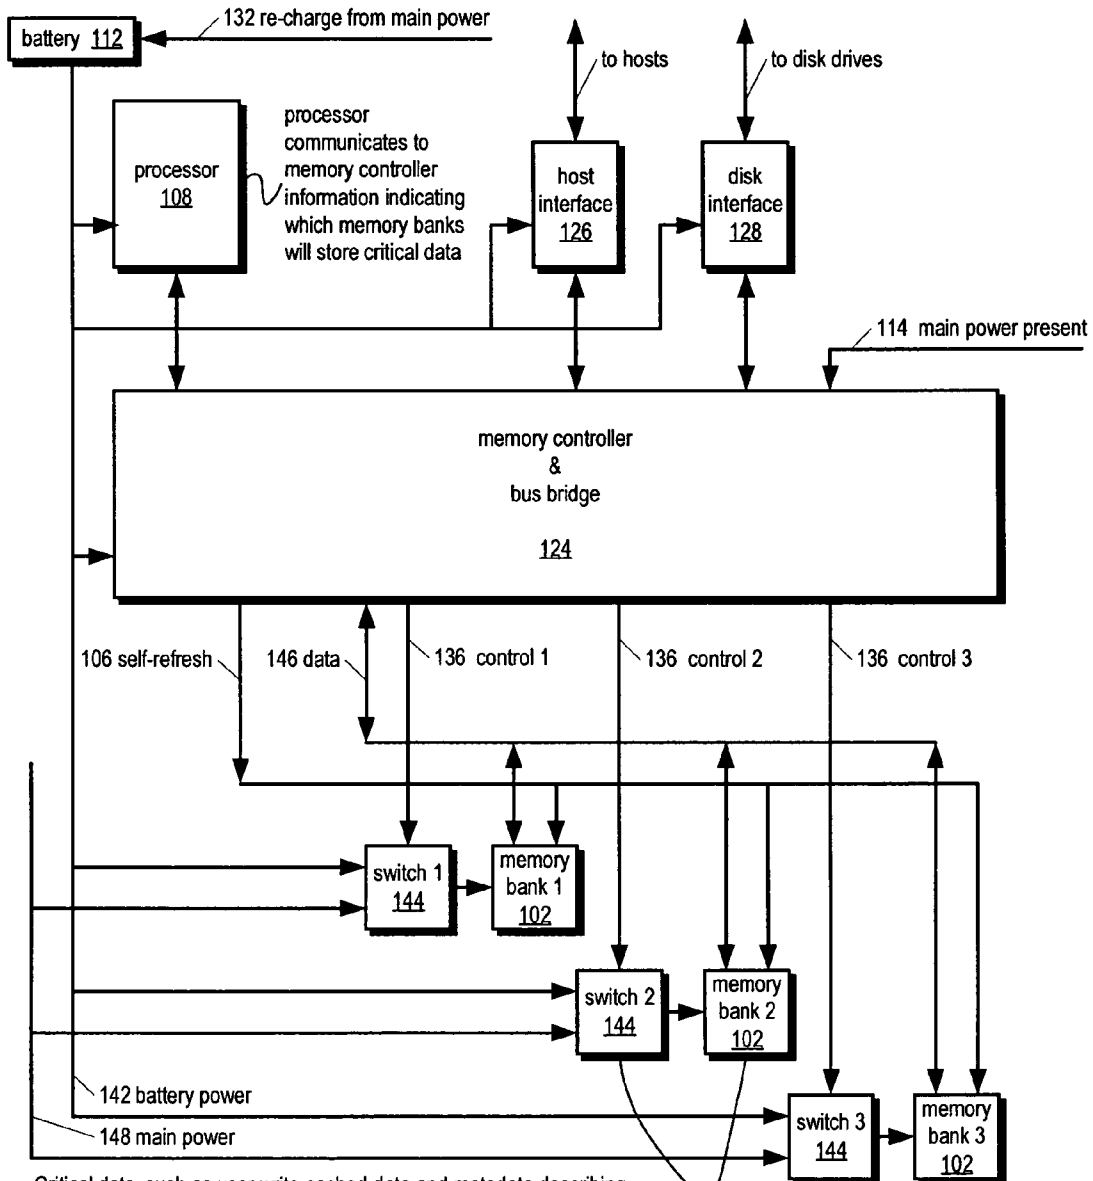 132 re-charge from main power
battery 112
to hosts
to disk drives
processor
108
processor
communicates to
memory controller
information indicating
which memory banks
will store critical data
host
interface
126
disk
interface
128
114 main power present
memory controller
&
bus bridge
124
106 self-refresh
146 data
136 control 1
136 control 2
136 control 3
switch 1
144
memory
bank 1
102
switch 2
144
memory
bank 2
102
142 battery power
148 main power
switch 3
144
memory
bank 3
102